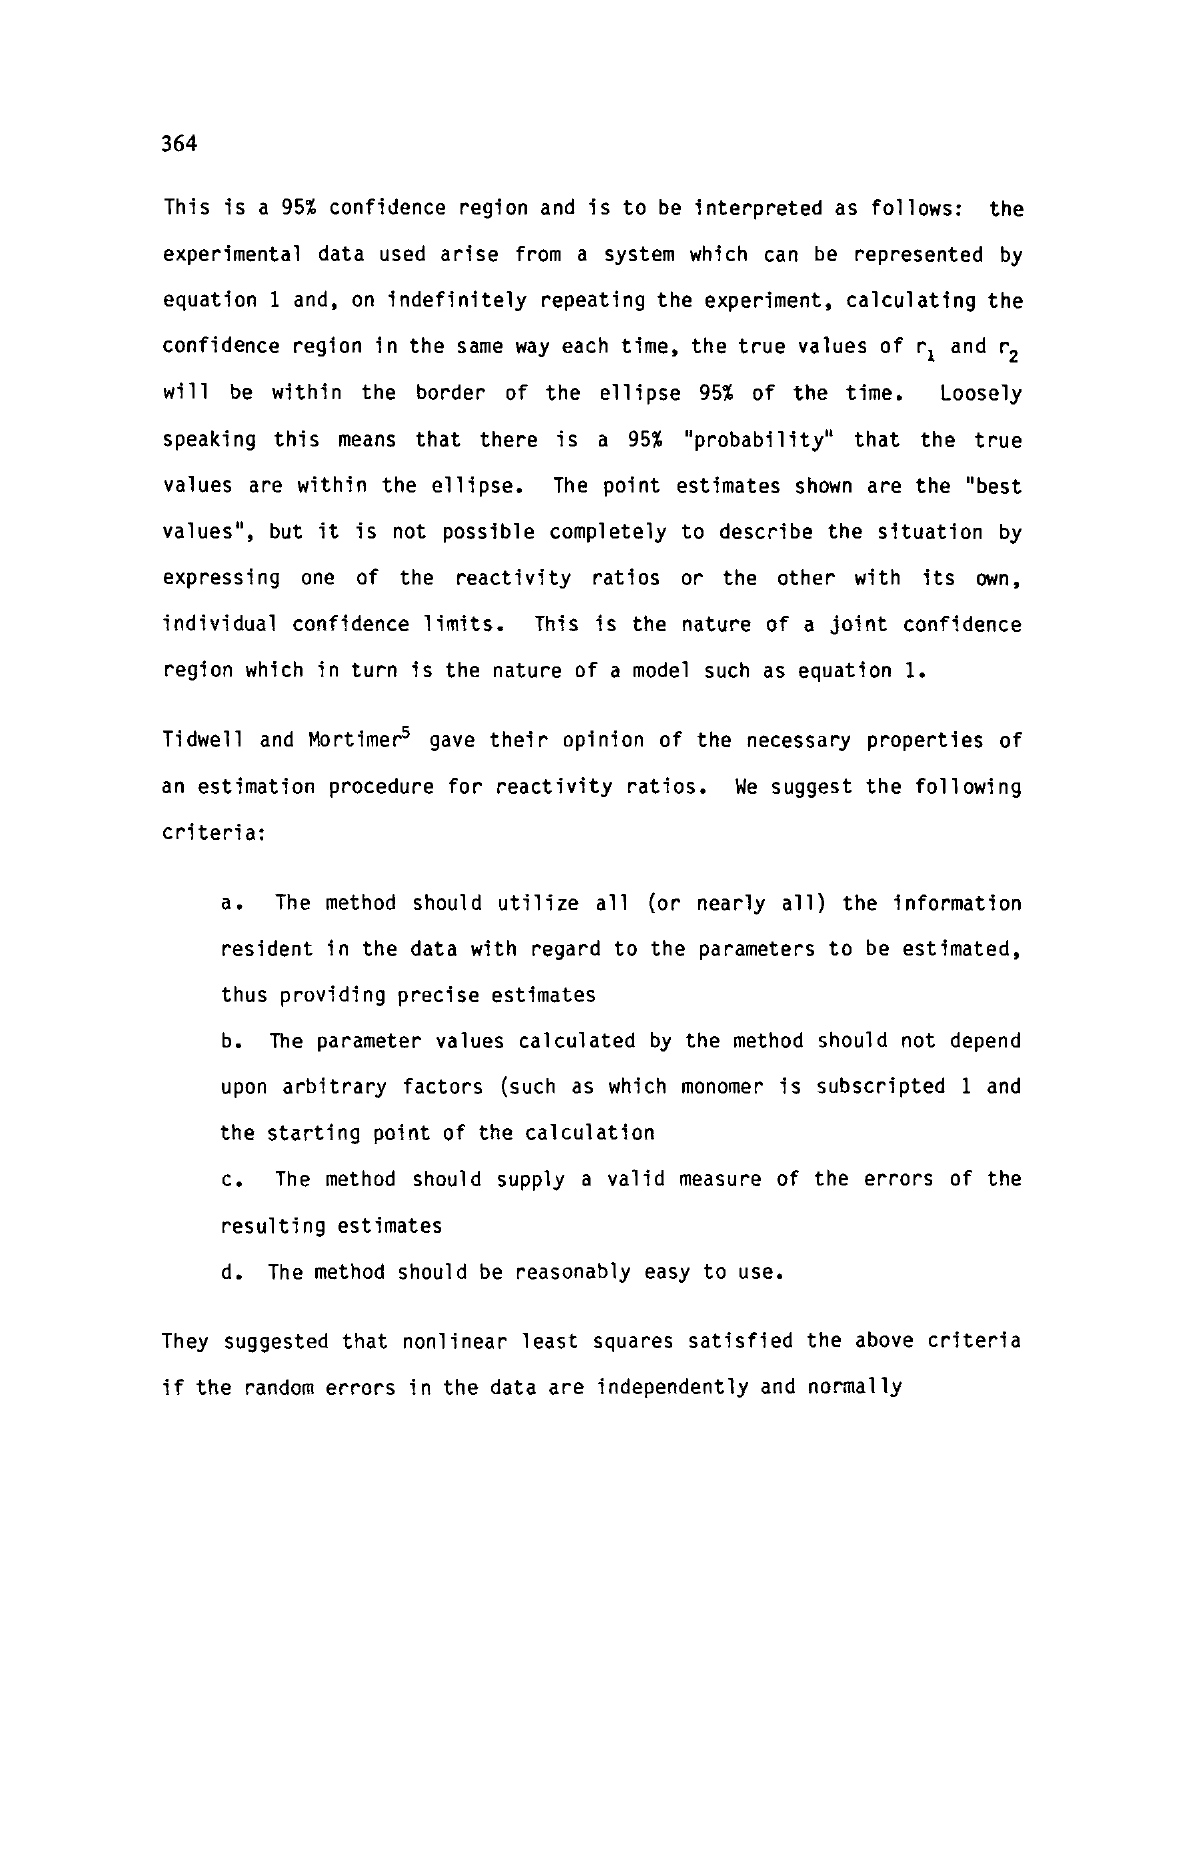 364
This is a 95% confidence region and is to be interpreted as follows: the
experimental data used arise from a system which can be represented by
equation 1 and, on indefinitely repeating the experiment, calculating the
confidence region in the same way each time, the true values of r₁ and r₂
will be within the border of the ellipse 95% of the time. Loosely
speaking this means that there is a 95% "probability" that the true
values are within the ellipse. The point estimates shown are the "best
values", but it is not possible completely to describe the situation by
expressing one of the reactivity ratios or the other with its own,
individual confidence limits. This is the nature of a joint confidence
region which in turn is the nature of a model such as equation 1.
Tidwell and Mortimer⁵ gave their opinion of the necessary properties of
an estimation procedure for reactivity ratios. We suggest the following
criteria:
a. The method should utilize all (or nearly all) the information
resident in the data with regard to the parameters to be estimated,
thus providing precise estimates
b. The parameter values calculated by the method should not depend
upon arbitrary factors (such as which monomer is subscripted 1 and
the starting point of the calculation
c. The method should supply a valid measure of the errors of the
resulting estimates
d. The method should be reasonably easy to use.
They suggested that nonlinear least squares satisfied the above criteria
if the random errors in the data are independently and normally